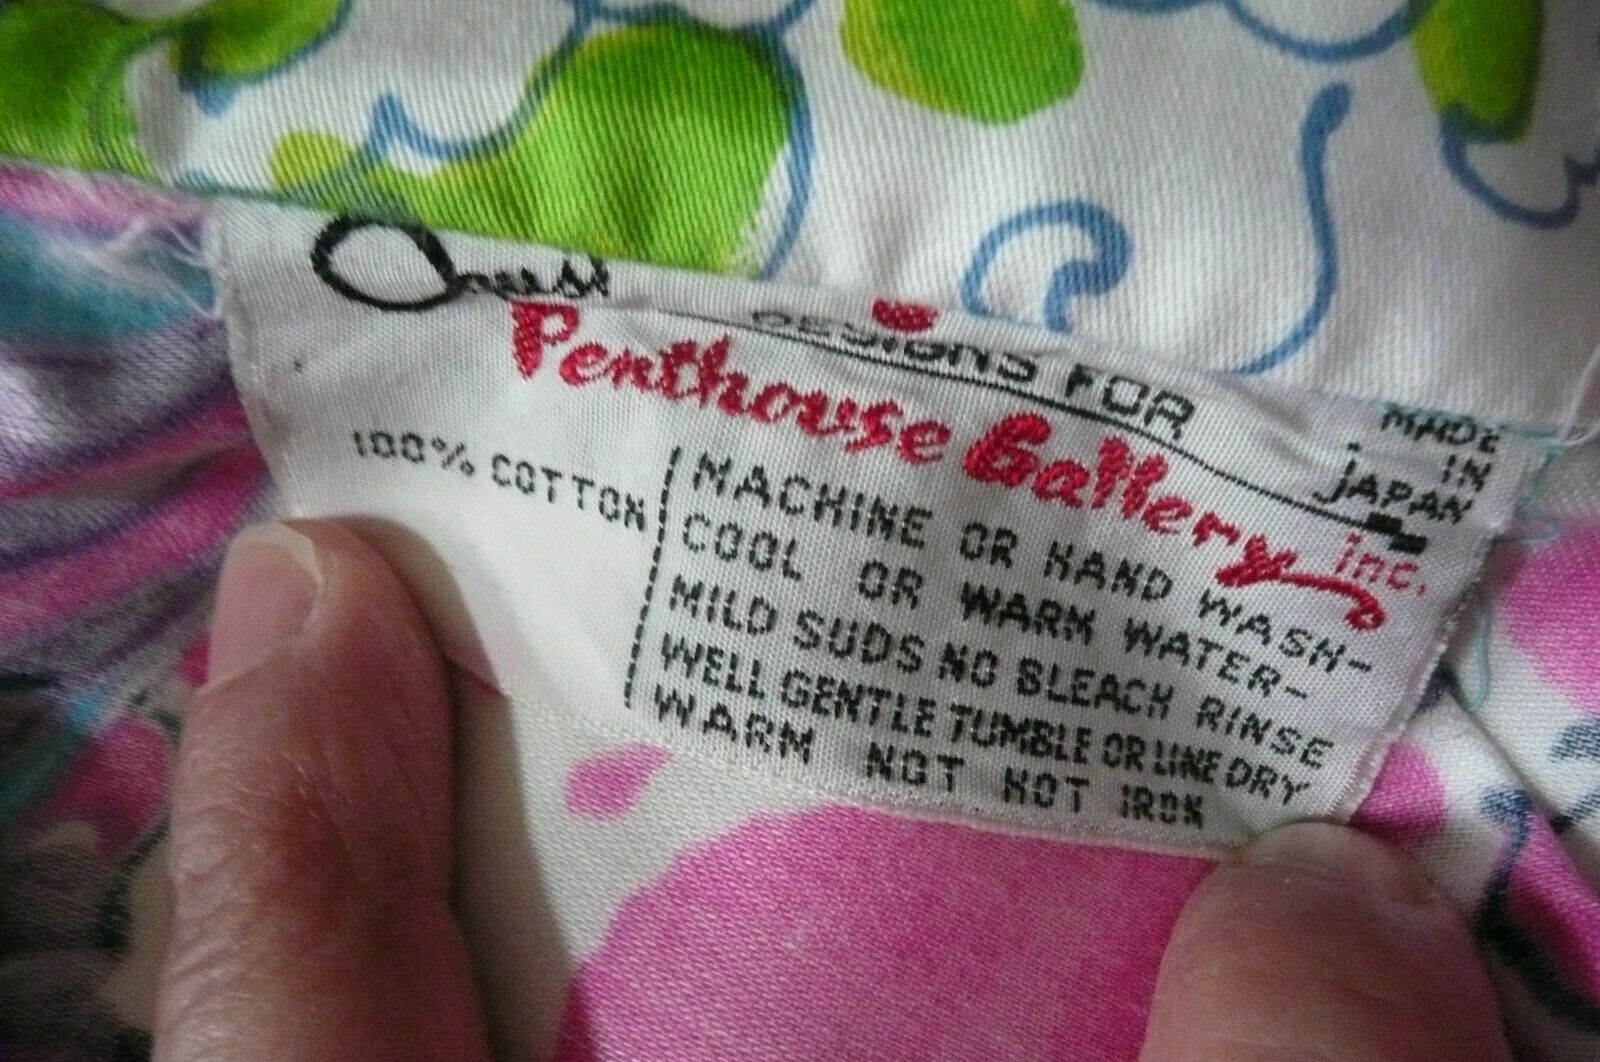 DESIGNS FOR
Penthouse Gallery inc.
MADE
IN
JAPAN
100% COTTON
MACHINE OR HAND WASH-
COOL OR WARM WATER-
MILD SUDS NO BLEACH RINSE
WELL GENTLE TUMBLE OR LINE DRY
WARM NOT HOT IRON